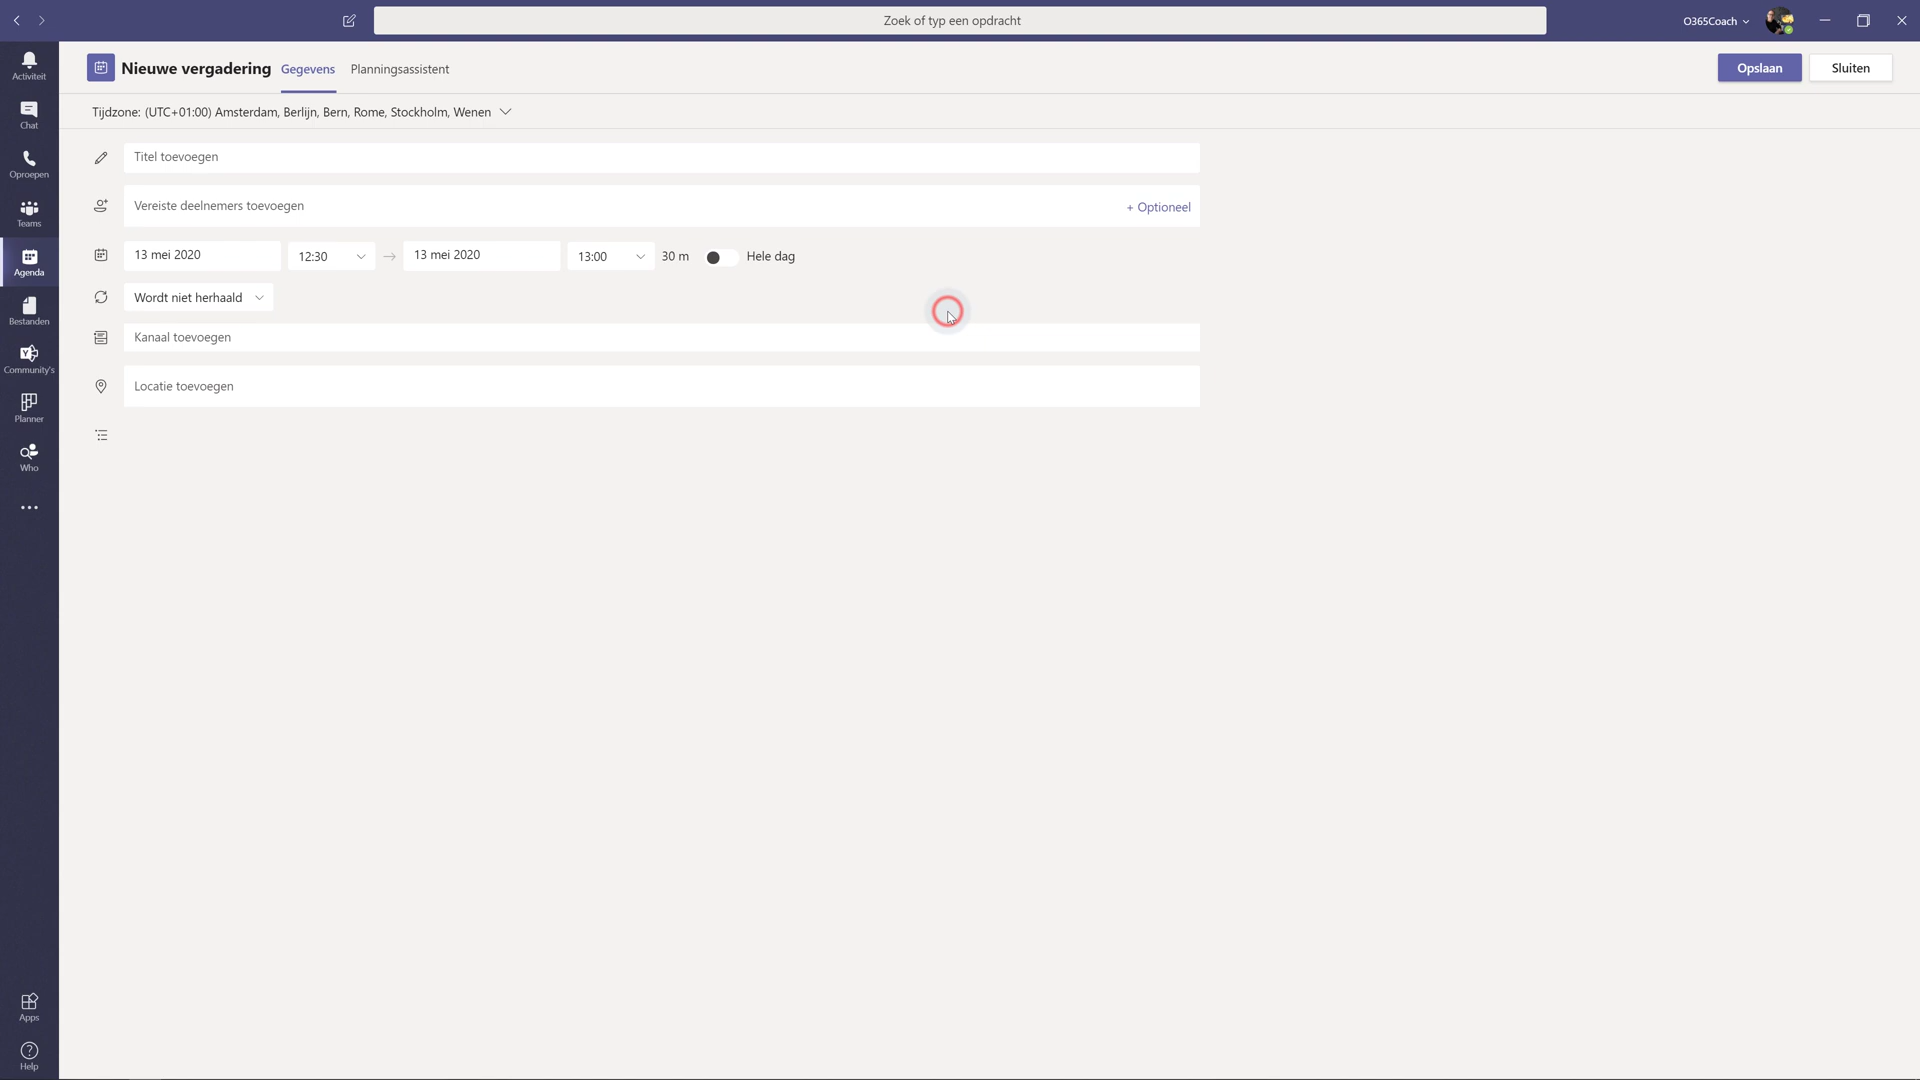 Zoek of typ een opdracht
O365Coach
Activiteit
Chat
Oproepen
Teams
Agenda
Bestanden
Community's
Planner
Who
Apps
Help
Nieuwe vergadering Gegevens Planningsassistent
Opslaan Sluiten
Tijdzone: (UTC+01:00) Amsterdam, Berlijn, Bern, Rome, Stockholm, Wenen
Titel toevoegen
Vereiste deelnemers toevoegen + Optioneel
13 mei 2020 12:30 → 13 mei 2020 13:00 30 m Hele dag
Wordt niet herhaald
Kanaal toevoegen
Locatie toevoegen